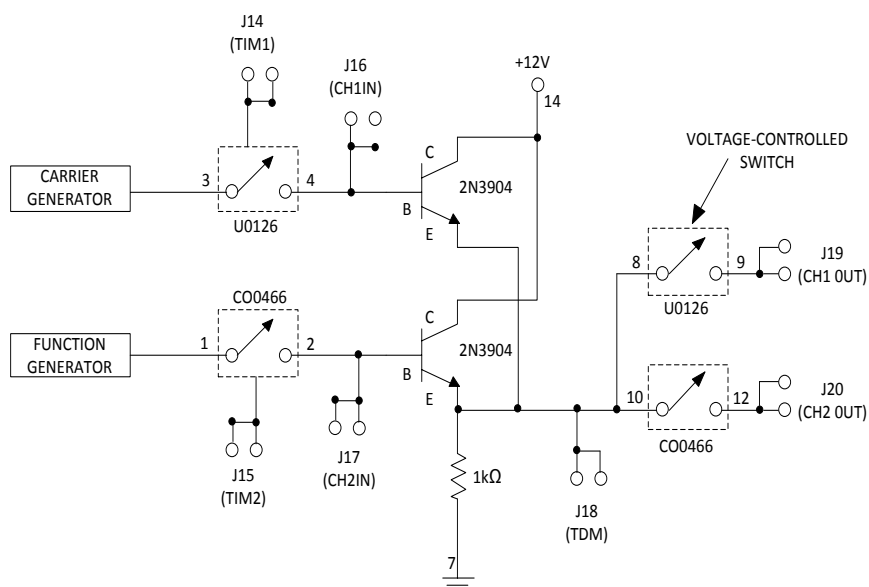 J14
(TIM1)
J16
(CH1IN)
+12V
14
VOLTAGE-CONTROLLED
SWITCH
CARRIER
GENERATOR
3
4
U0126
C
B
E
2N3904
8
9
U0126
J19
(CH1 0UT)
CO0466
FUNCTION
GENERATOR
1
2
C
B
E
2N3904
10
12
CO0466
J20
(CH2 0UT)
J15
(TIM2)
J17
(CH2IN)
1kΩ
J18
(TDM)
7